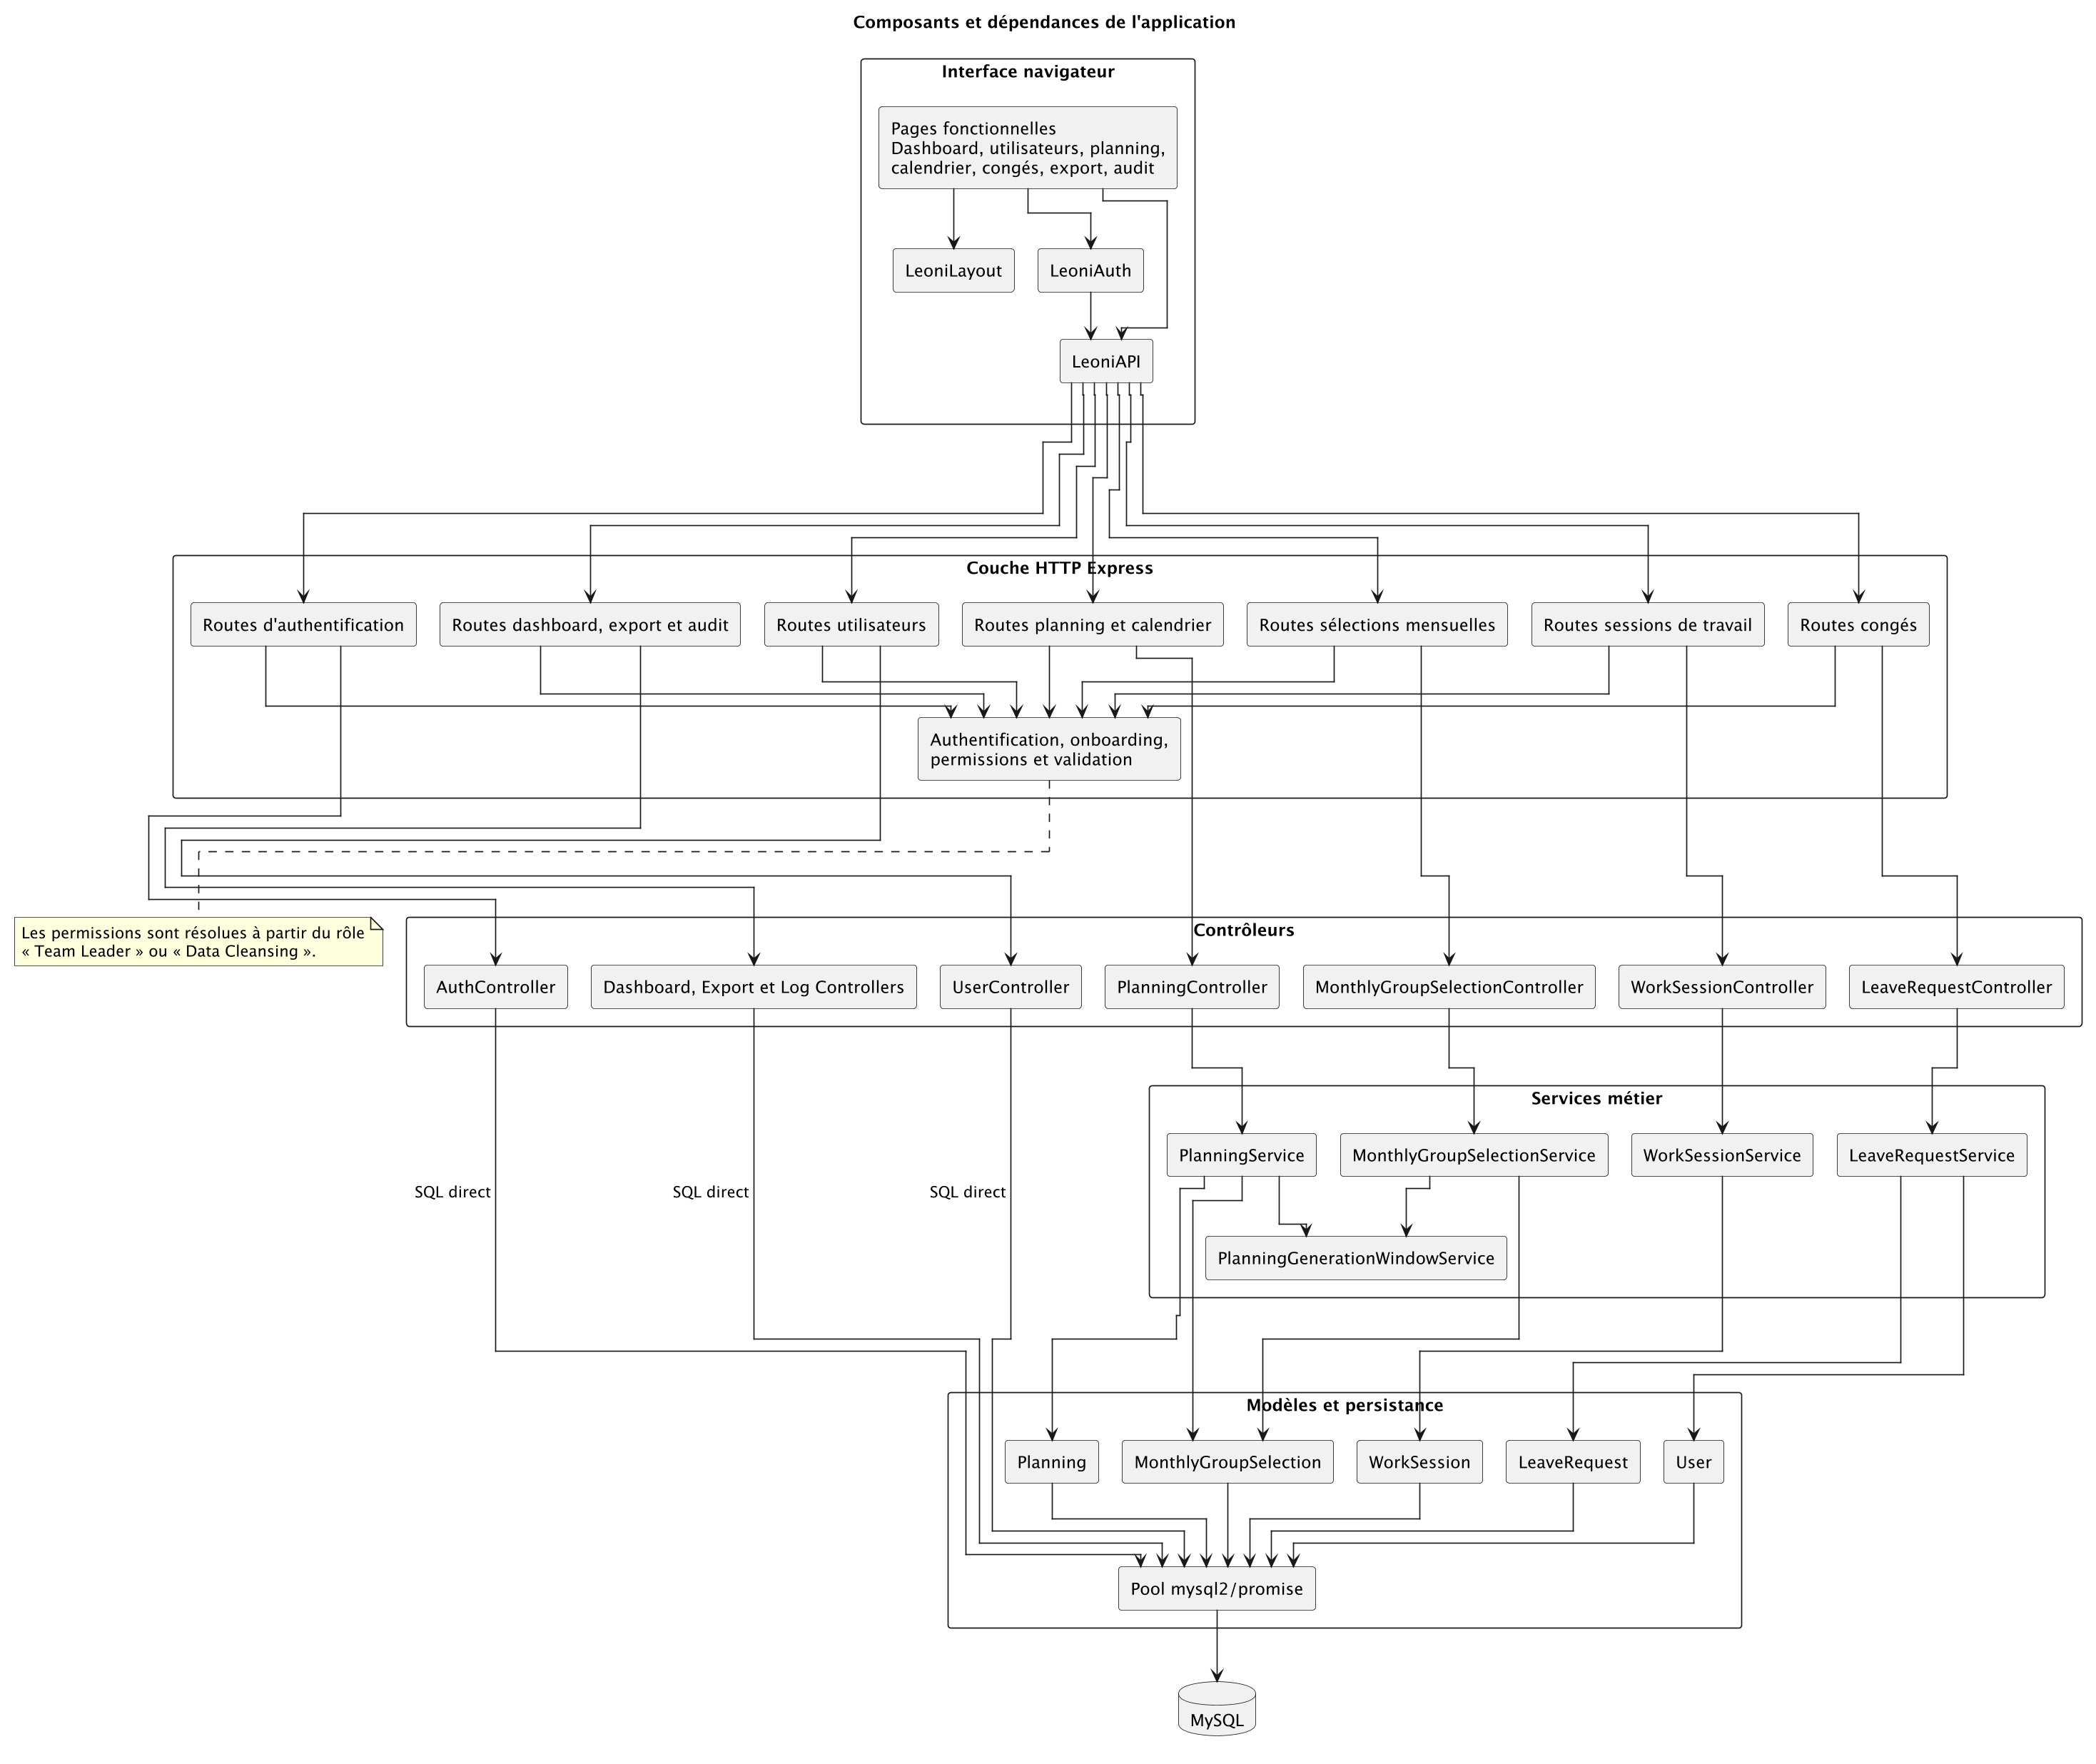 Composants et dépendances de l'application
Interface navigateur
Pages fonctionnelles
Dashboard, utilisateurs, planning,
calendrier, congés, export, audit
LeoniLayout
LeoniAuth
LeoniAPI
Couche HTTP Express
Routes d'authentification
Routes dashboard, export et audit
Routes utilisateurs
Routes planning et calendrier
Routes sélections mensuelles
Routes sessions de travail
Routes congés
Authentification, onboarding,
permissions et validation
Les permissions sont résolues à partir du rôle
« Team Leader » ou « Data Cleansing ».
Contrôleurs
AuthController
Dashboard, Export et Log Controllers
UserController
PlanningController
MonthlyGroupSelectionController
WorkSessionController
LeaveRequestController
Services métier
PlanningService
MonthlyGroupSelectionService
WorkSessionService
LeaveRequestService
SQL direct
SQL direct
SQL direct
PlanningGenerationWindowService
Modèles et persistance
Planning
MonthlyGroupSelection
WorkSession
LeaveRequest
User
Pool mysql2/promise
MySQL